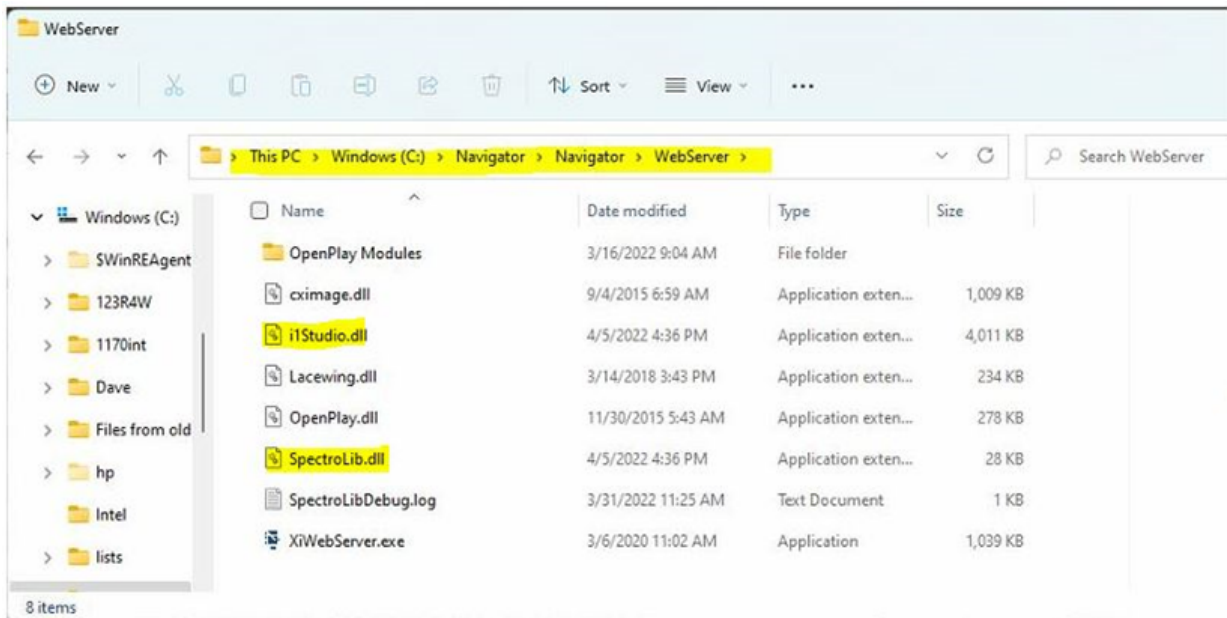 WebServer
New Sort View ...
> This PC > Windows (C:) > Navigator > Navigator > WebServer > Search WebServer
Windows (C:)
$WinREAgent
123R4W
1170int
Dave
Files from old
hp
Intel
lists
Name Date modified Type Size
OpenPlay Modules 3/16/2022 9:04 AM File folder
cximage.dll 9/4/2015 6:59 AM Application exten... 1,009 KB
i1Studio.dll 4/5/2022 4:36 PM Application exten... 4,011 KB
Lacewing.dll 3/14/2018 3:43 PM Application exten... 234 KB
OpenPlay.dll 11/30/2015 5:43 AM Application exten... 278 KB
SpectroLib.dll 4/5/2022 4:36 PM Application exten... 28 KB
SpectroLibDebug.log 3/31/2022 11:25 AM Text Document 1 KB
XiWebServer.exe 3/6/2020 11:02 AM Application 1,039 KB
8 items